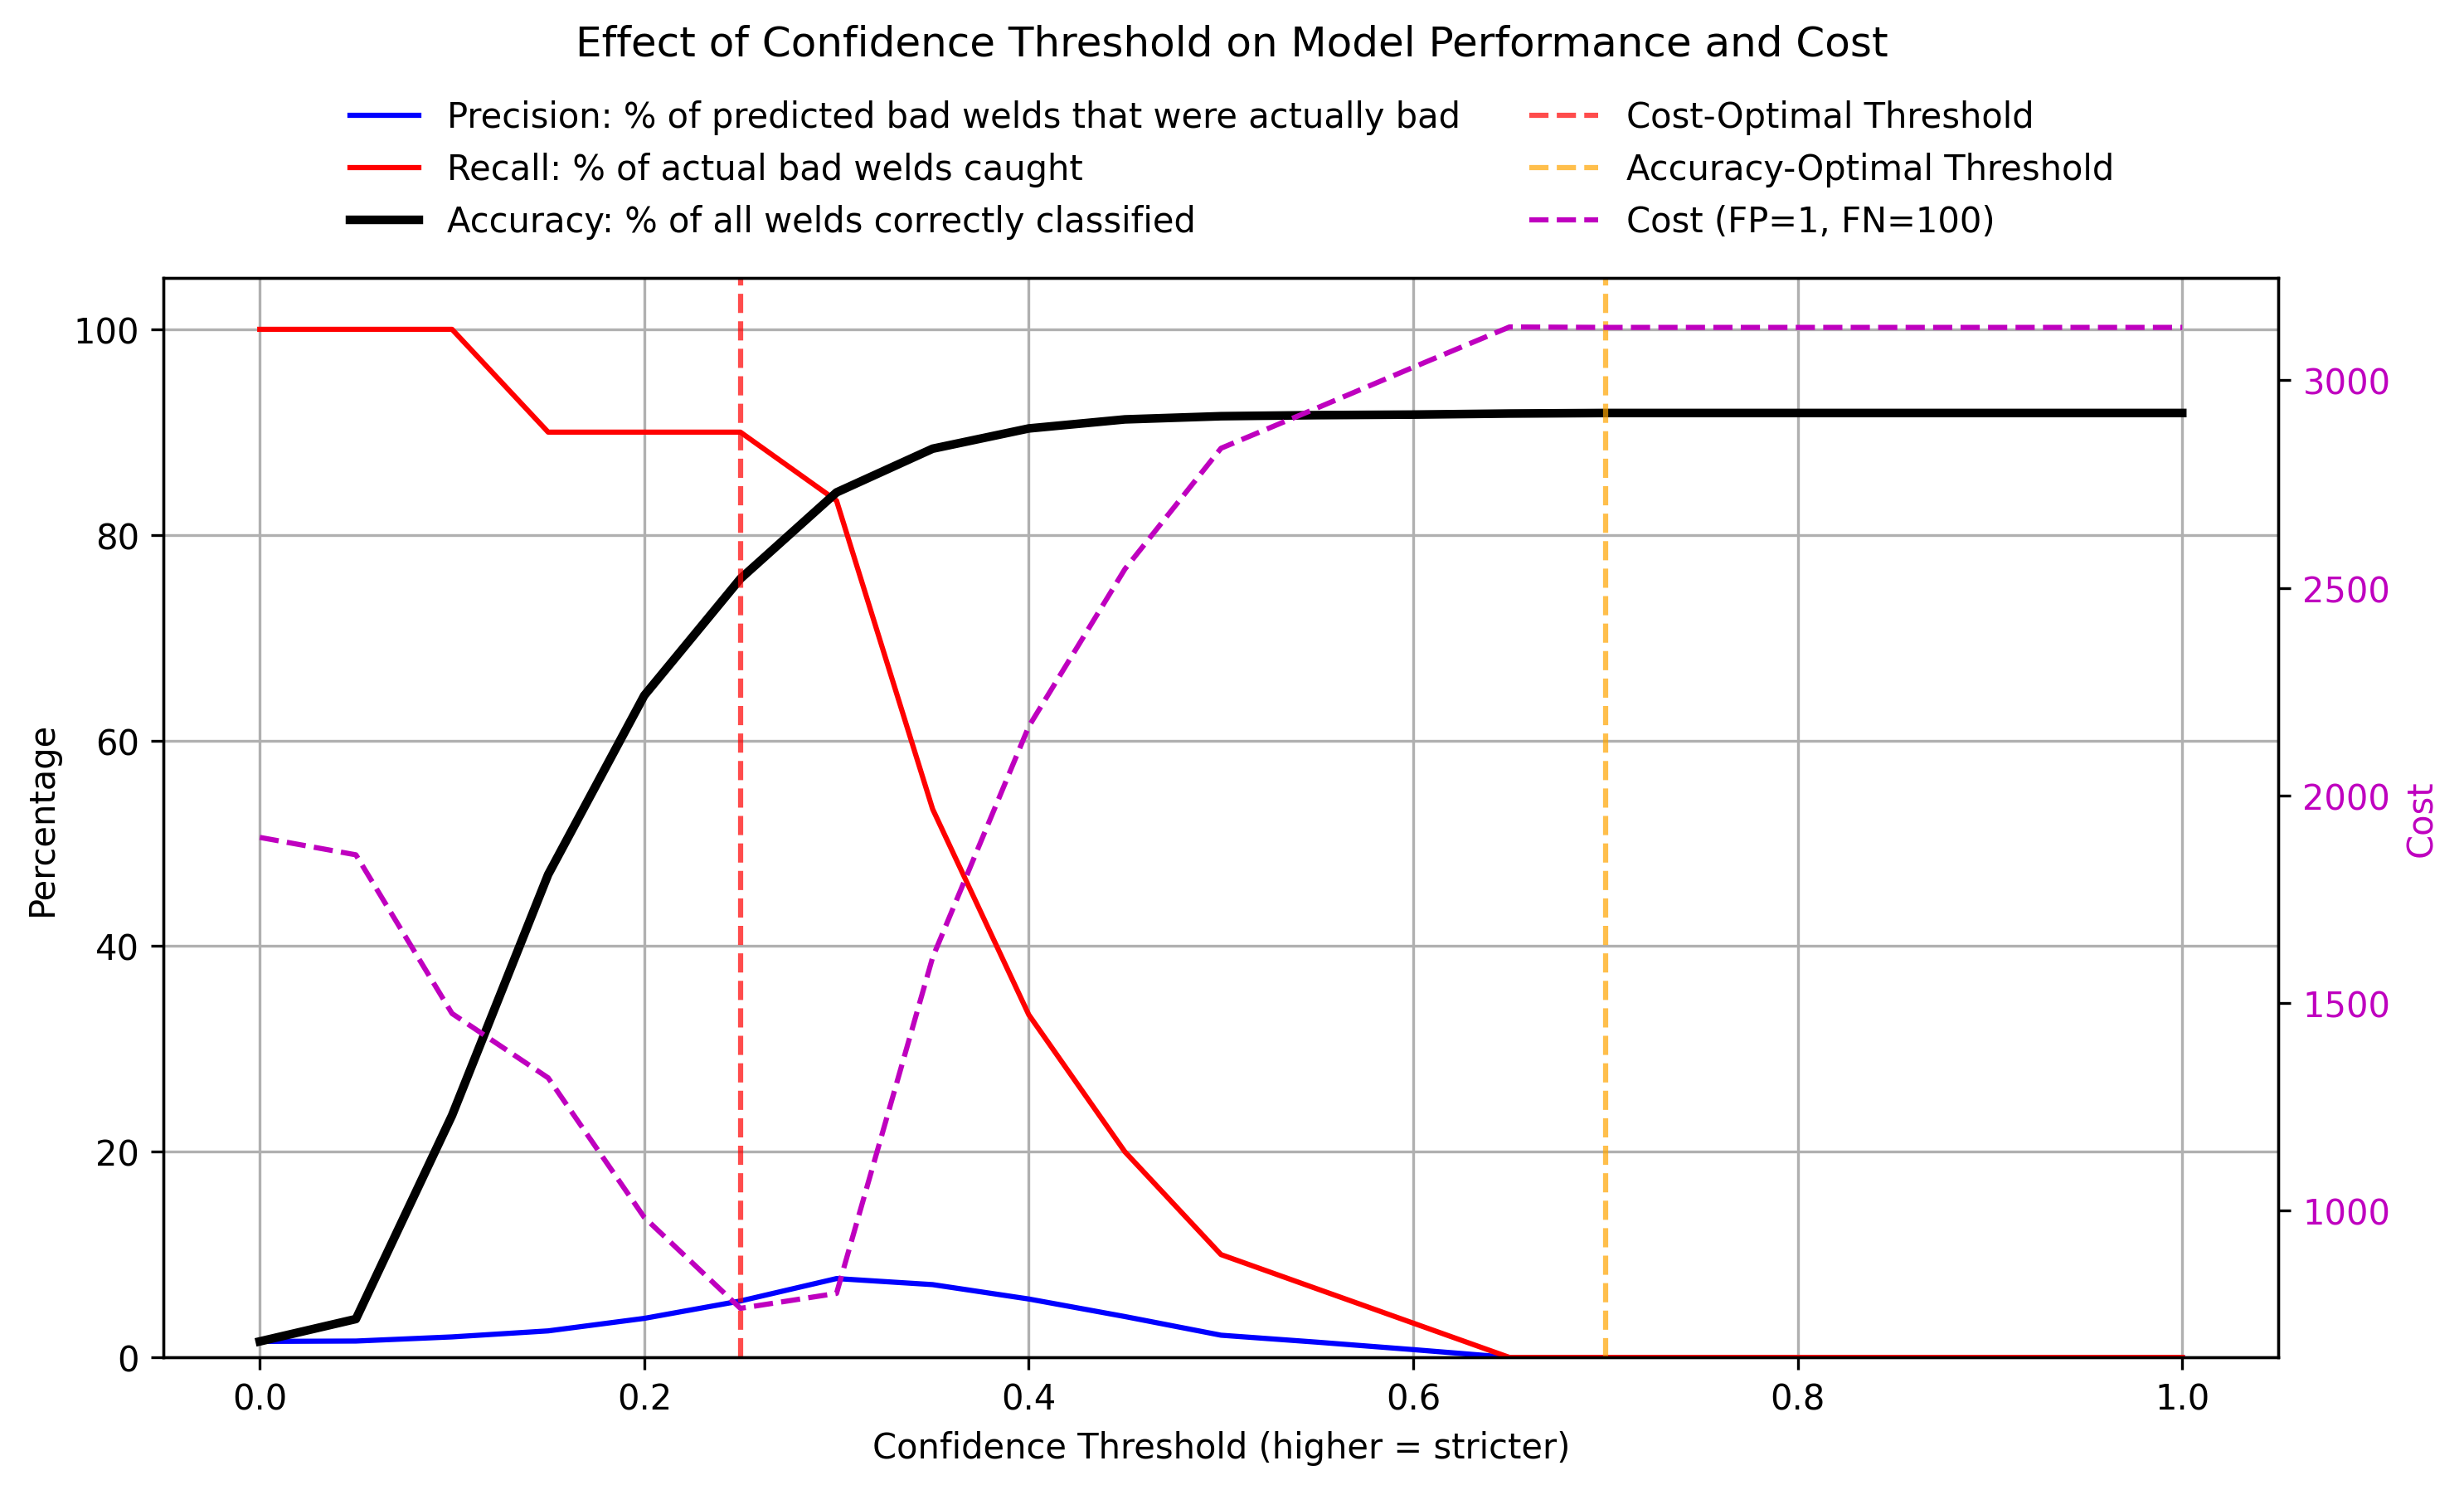 Effect of Confidence Threshold on Model Performance and Cost
Precision: % of predicted bad welds that were actually bad
Recall: % of actual bad welds caught
Accuracy: % of all welds correctly classified
Cost-Optimal Threshold
Accuracy-Optimal Threshold
Cost (FP=1, FN=100)
Percentage
100
80
60
40
20
0
3000
2500
2000
1500
1000
Cost
0.0
0.2
0.4
0.6
0.8
1.0
Confidence Threshold (higher = stricter)